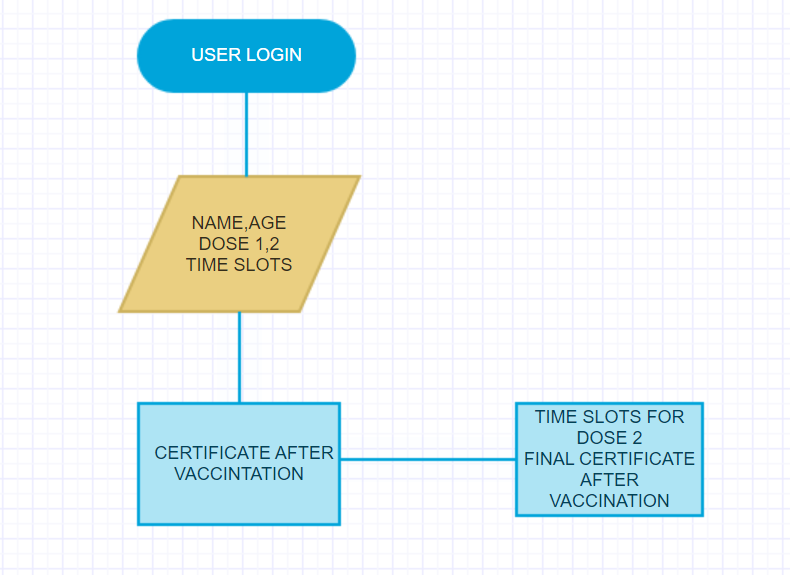 USER LOGIN
NAME,AGE
DOSE 1,2
TIME SLOTS
CERTIFICATE AFTER
VACCINTATION
TIME SLOTS FOR
DOSE 2
FINAL CERTIFICATE
AFTER
VACCINATION